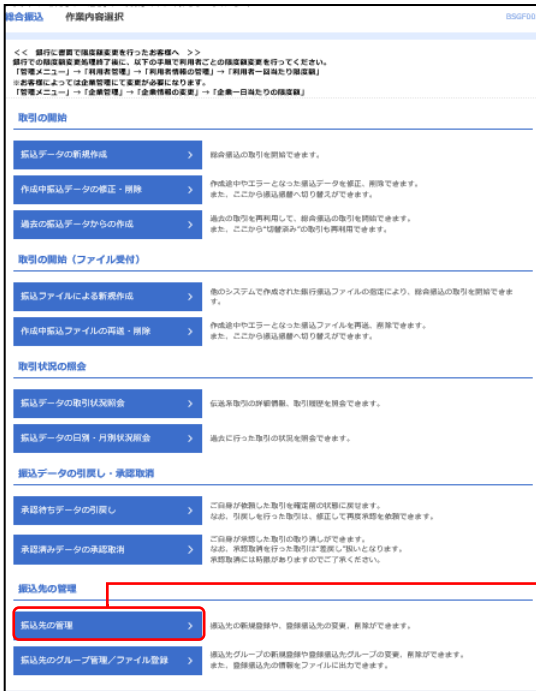 総合振込 作業内容選択 BSGF00
<< 銀行に書面で限度額変更を行ったお客様へ >>
銀行での限度額変更処理終了後に、以下の手順で利用者ごとの限度額変更を行ってください。
「管理メニュー」→「利用者管理」→「利用者情報の管理」→「利用者一回当たり限度額」
※お客様によっては企業管理にて変更が必要になります。
「管理メニュー」→「企業管理」→「企業情報の変更」→「企業一日当たりの限度額」
取引の開始
振込データの新規作成 > 総合振込の取引を開始できます。
作成中振込データの修正・削除 > 作成途中やエラーとなった振込データを修正、削除できます。
また、ここから振込振替へ切り替えができます。
過去の振込データからの作成 > 過去の取引を再利用して、総合振込の取引を開始できます。
また、ここから"切替済み"の取引も再利用できます。
取引の開始（ファイル受付）
振込ファイルによる新規作成 > 他のシステムで作成された銀行振込ファイルの指定により、総合振込の取引を開始できま
す。
作成中振込ファイルの再送・削除 > 作成途中やエラーとなった振込ファイルを再送、削除できます。
また、ここから振込振替へ切り替えができます。
取引状況の照会
振込データの取引状況照会 > 伝送系取引の詳細情報、取引履歴を照会できます。
振込データの日別・月別状況照会 > 過去に行った取引の状況を照会できます。
振込データの引戻し・承認取消
承認待ちデータの引戻し > ご自身が依頼した取引を確定前の状態に戻せます。
なお、引戻しを行った取引は、修正して再度承認を依頼できます。
承認済みデータの承認取消 > ご自身が承認した取引の取り消しができます。
なお、承認取消を行った取引は"差戻し"扱いとなります。
承認取消には時限がありますのでご了承ください。
振込先の管理
振込先の管理 > 振込先の新規登録や、登録振込先の変更、削除ができます。
振込先のグループ管理／ファイル登録 > 振込先グループの新規登録や登録振込先グループの変更、削除ができます。
また、登録振込先の情報をファイルに出力できます。